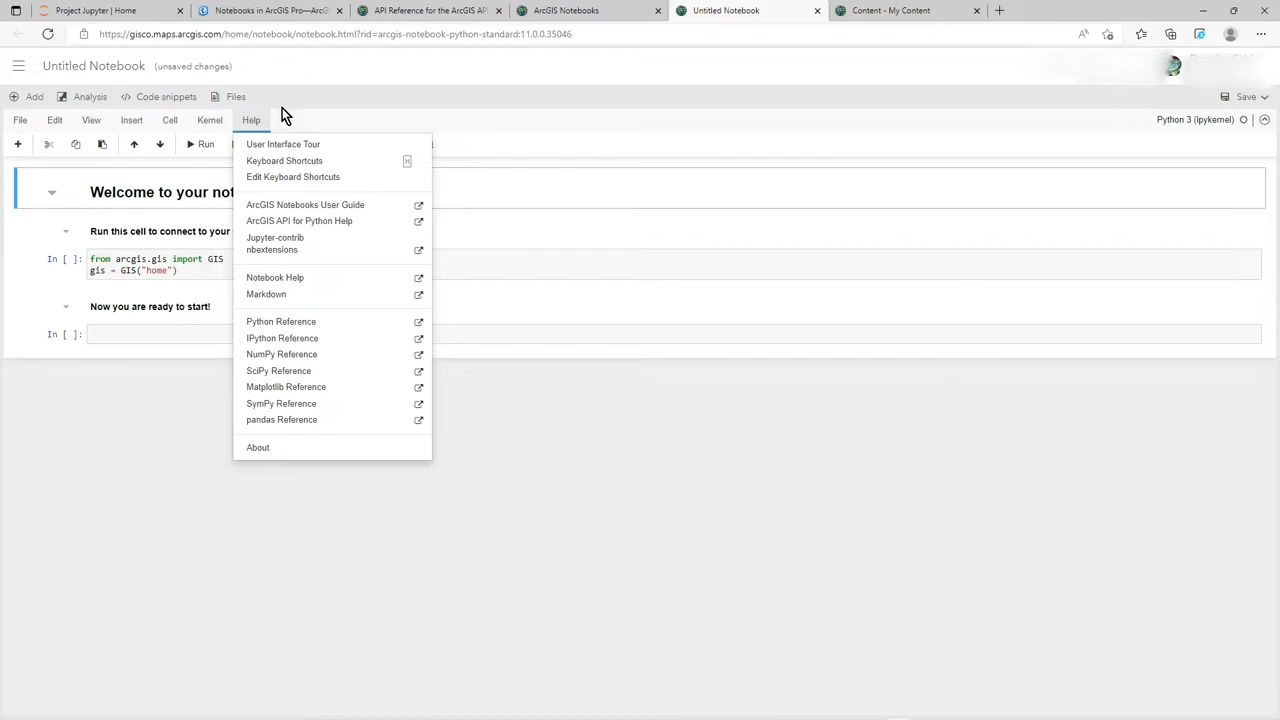 Project Jupyter | Home
Notebooks in ArcGIS Pro—ArcG
API Reference for the ArcGIS API
ArcGIS Notebooks
Untitled Notebook
Content - My Content
https://gisco.maps.arcgis.com/home/notebook/notebook.html?rid=arcgis-notebook-python-standard:11.0.0.35046
Untitled Notebook (unsaved changes)
Add Analysis Code snippets Files Save
File Edit View Insert Cell Kernel Help Python 3 (ipykernel)
Run
User Interface Tour
Keyboard Shortcuts H
Edit Keyboard Shortcuts
ArcGIS Notebooks User Guide
ArcGIS API for Python Help
Jupyter-contrib
nbextensions
Notebook Help
Markdown
Python Reference
IPython Reference
NumPy Reference
SciPy Reference
Matplotlib Reference
SymPy Reference
pandas Reference
About
Welcome to your not
Run this cell to connect to your
In [ ]: from arcgis.gis import GIS
gis = GIS("home")
Now you are ready to start!
In [ ]: